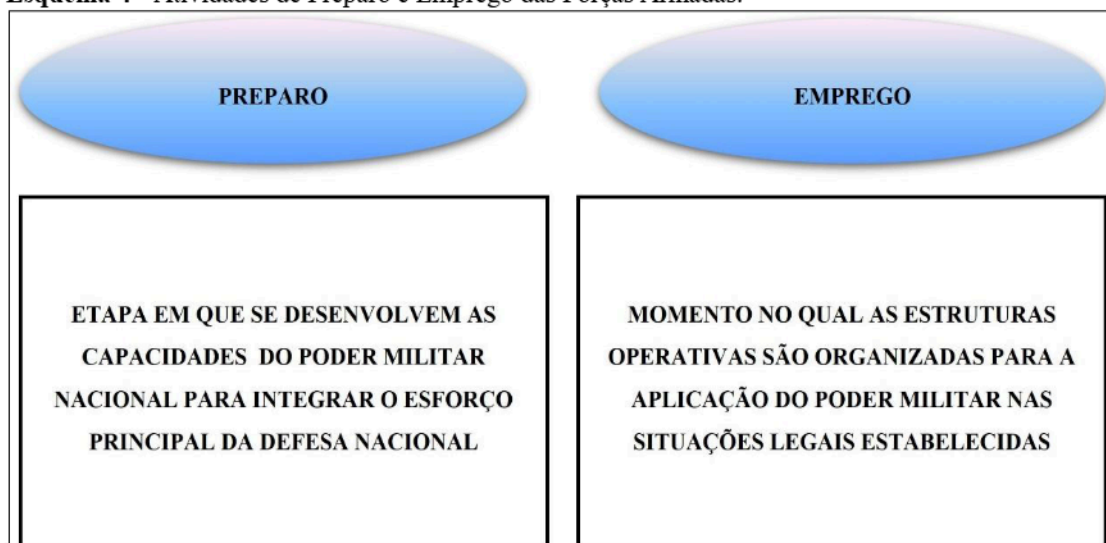 Esquema 4 - Atividades de Preparo e Emprego das Forças Armadas.
PREPARO
ETAPA EM QUE SE DESENVOLVEM AS
CAPACIDADES DO PODER MILITAR
NACIONAL PARA INTEGRAR O ESFORÇO
PRINCIPAL DA DEFESA NACIONAL
EMPREGO
MOMENTO NO QUAL AS ESTRUTURAS
OPERATIVAS SÃO ORGANIZADAS PARA A
APLICAÇÃO DO PODER MILITAR NAS
SITUAÇÕES LEGAIS ESTABELECIDAS